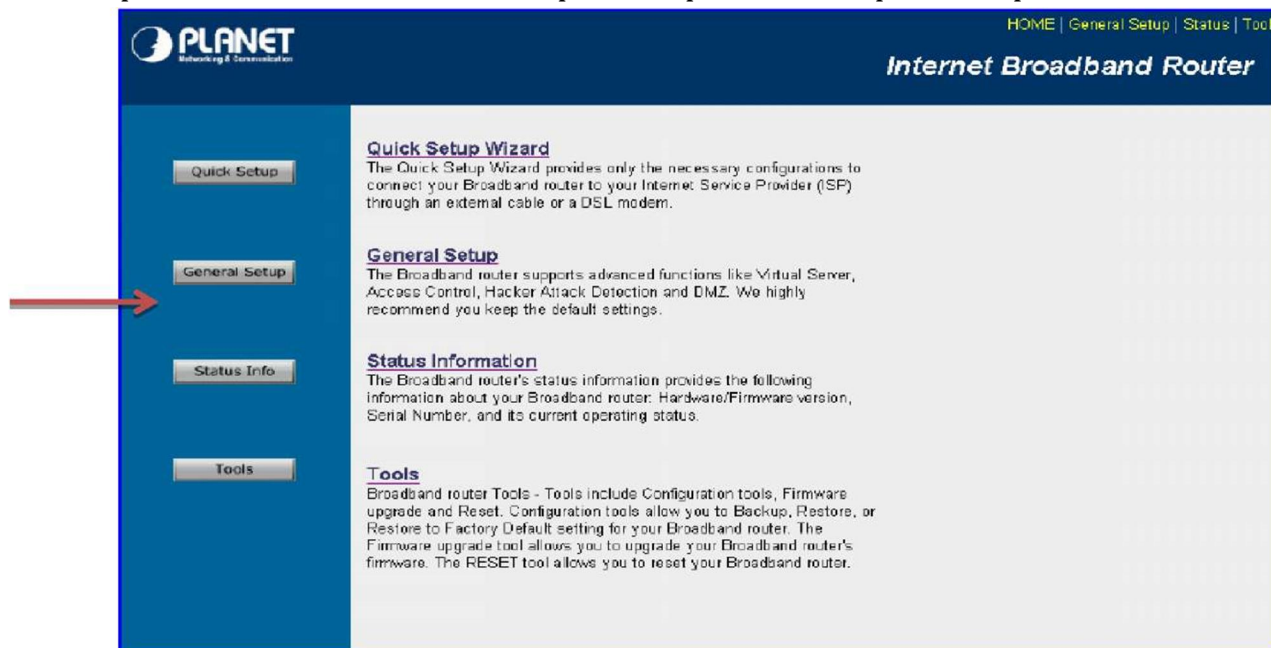 PLANET
Networking & Communication
HOME | General Setup | Status | Tool
Internet Broadband Router
Quick Setup
Quick Setup Wizard
The Quick Setup Wizard provides only the necessary configurations to
connect your Broadband router to your Internet Service Provider (ISP)
through an external cable or a DSL modem.
General Setup
General Setup
The Broadband router supports advanced functions like Virtual Server,
Access Control, Hacker Attack Detection and DMZ. We highly
recommend you keep the default settings.
Status Info
Status Information
The Broadband router's status information provides the following
information about your Broadband router: Hardware/Firmware version,
Serial Number, and its current operating status.
Tools
Tools
Broadband router Tools - Tools include Configuration tools, Firmware
upgrade and Reset. Configuration tools allow you to Backup, Restore, or
Restore to Factory Default setting for your Broadband router. The
Firmware upgrade tool allows you to upgrade your Broadband router's
firmware. The RESET tool allows you to reset your Broadband router.